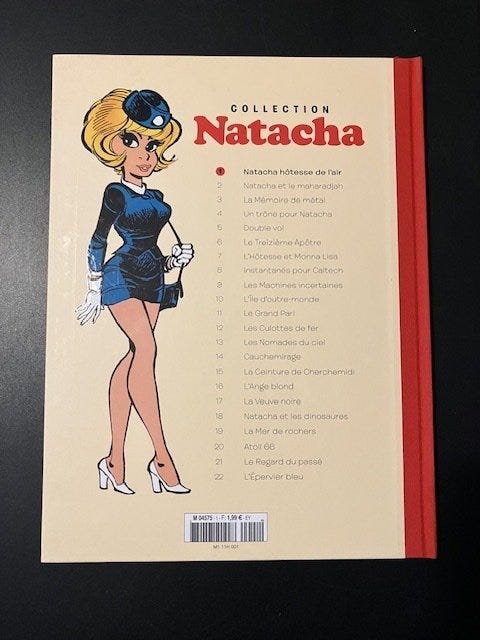 COLLECTION
Natacha
1 Natacha hôtesse de l'air
2 Natacha et le maharadjah
3 La Mémoire de métal
4 Un trône pour Natacha
5 Double vol
6 Le Treizième Apôtre
7 L'Hôtesse et Monna Lisa
8 Instantanés pour Caltech
9 Les Machines incertaines
10 L'Île d'outre-monde
11 Le Grand Pari
12 Les Culottes de fer
13 Les Nomades du ciel
14 Cauchemirage
15 La Ceinture de Cherchemidi
16 L'Ange blond
17 La Veuve noire
18 Natacha et les dinosaures
19 La Mer de rochers
20 Atoll 66
21 Le Regard du passé
22 L'Épervier bleu
M 04575 - 1 - F: 1,99 € - EY